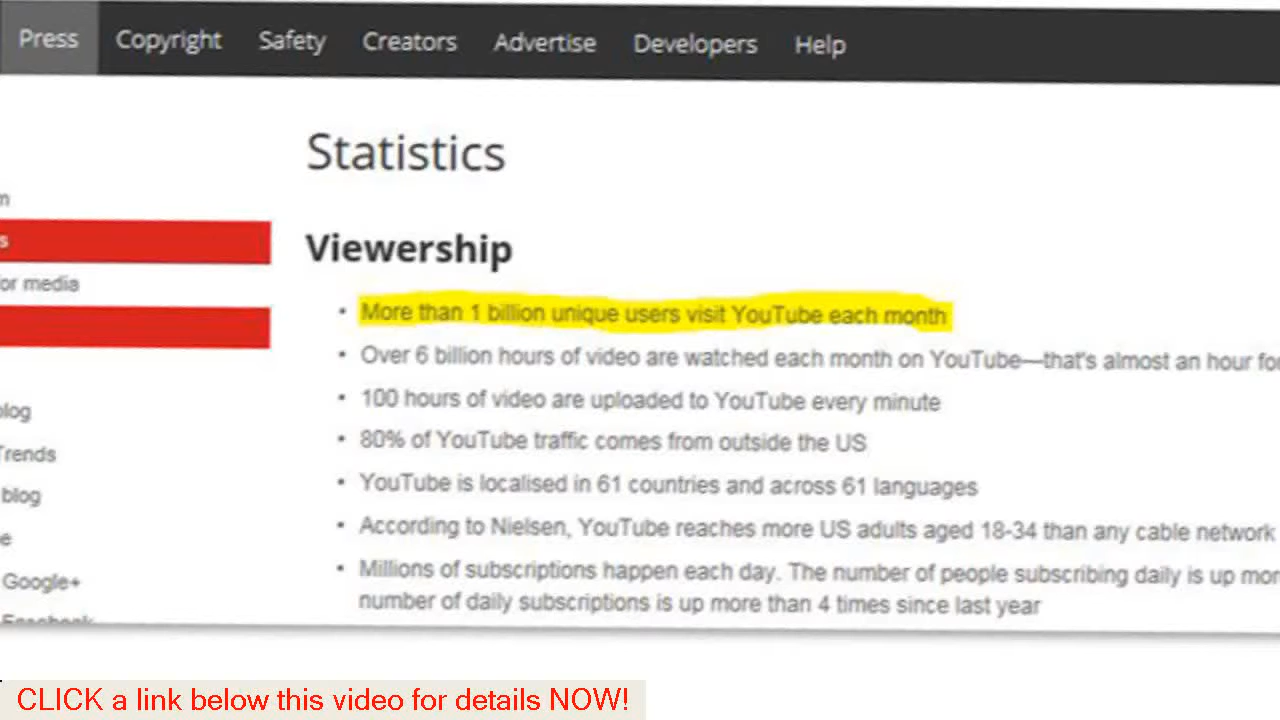 Press Copyright Safety Creators Advertise Developers Help
Statistics
Viewership
s
or media
• More than 1 billion unique users visit YouTube each month
• Over 6 billion hours of video are watched each month on YouTube—that's almost an hour for
• 100 hours of video are uploaded to YouTube every minute
blog
• 80% of YouTube traffic comes from outside the US
Trends
• YouTube is localised in 61 countries and across 61 languages
blog
• According to Nielsen, YouTube reaches more US adults aged 18-34 than any cable network
e
• Millions of subscriptions happen each day. The number of people subscribing daily is up mor
Google+
number of daily subscriptions is up more than 4 times since last year
CLICK a link below this video for details NOW!